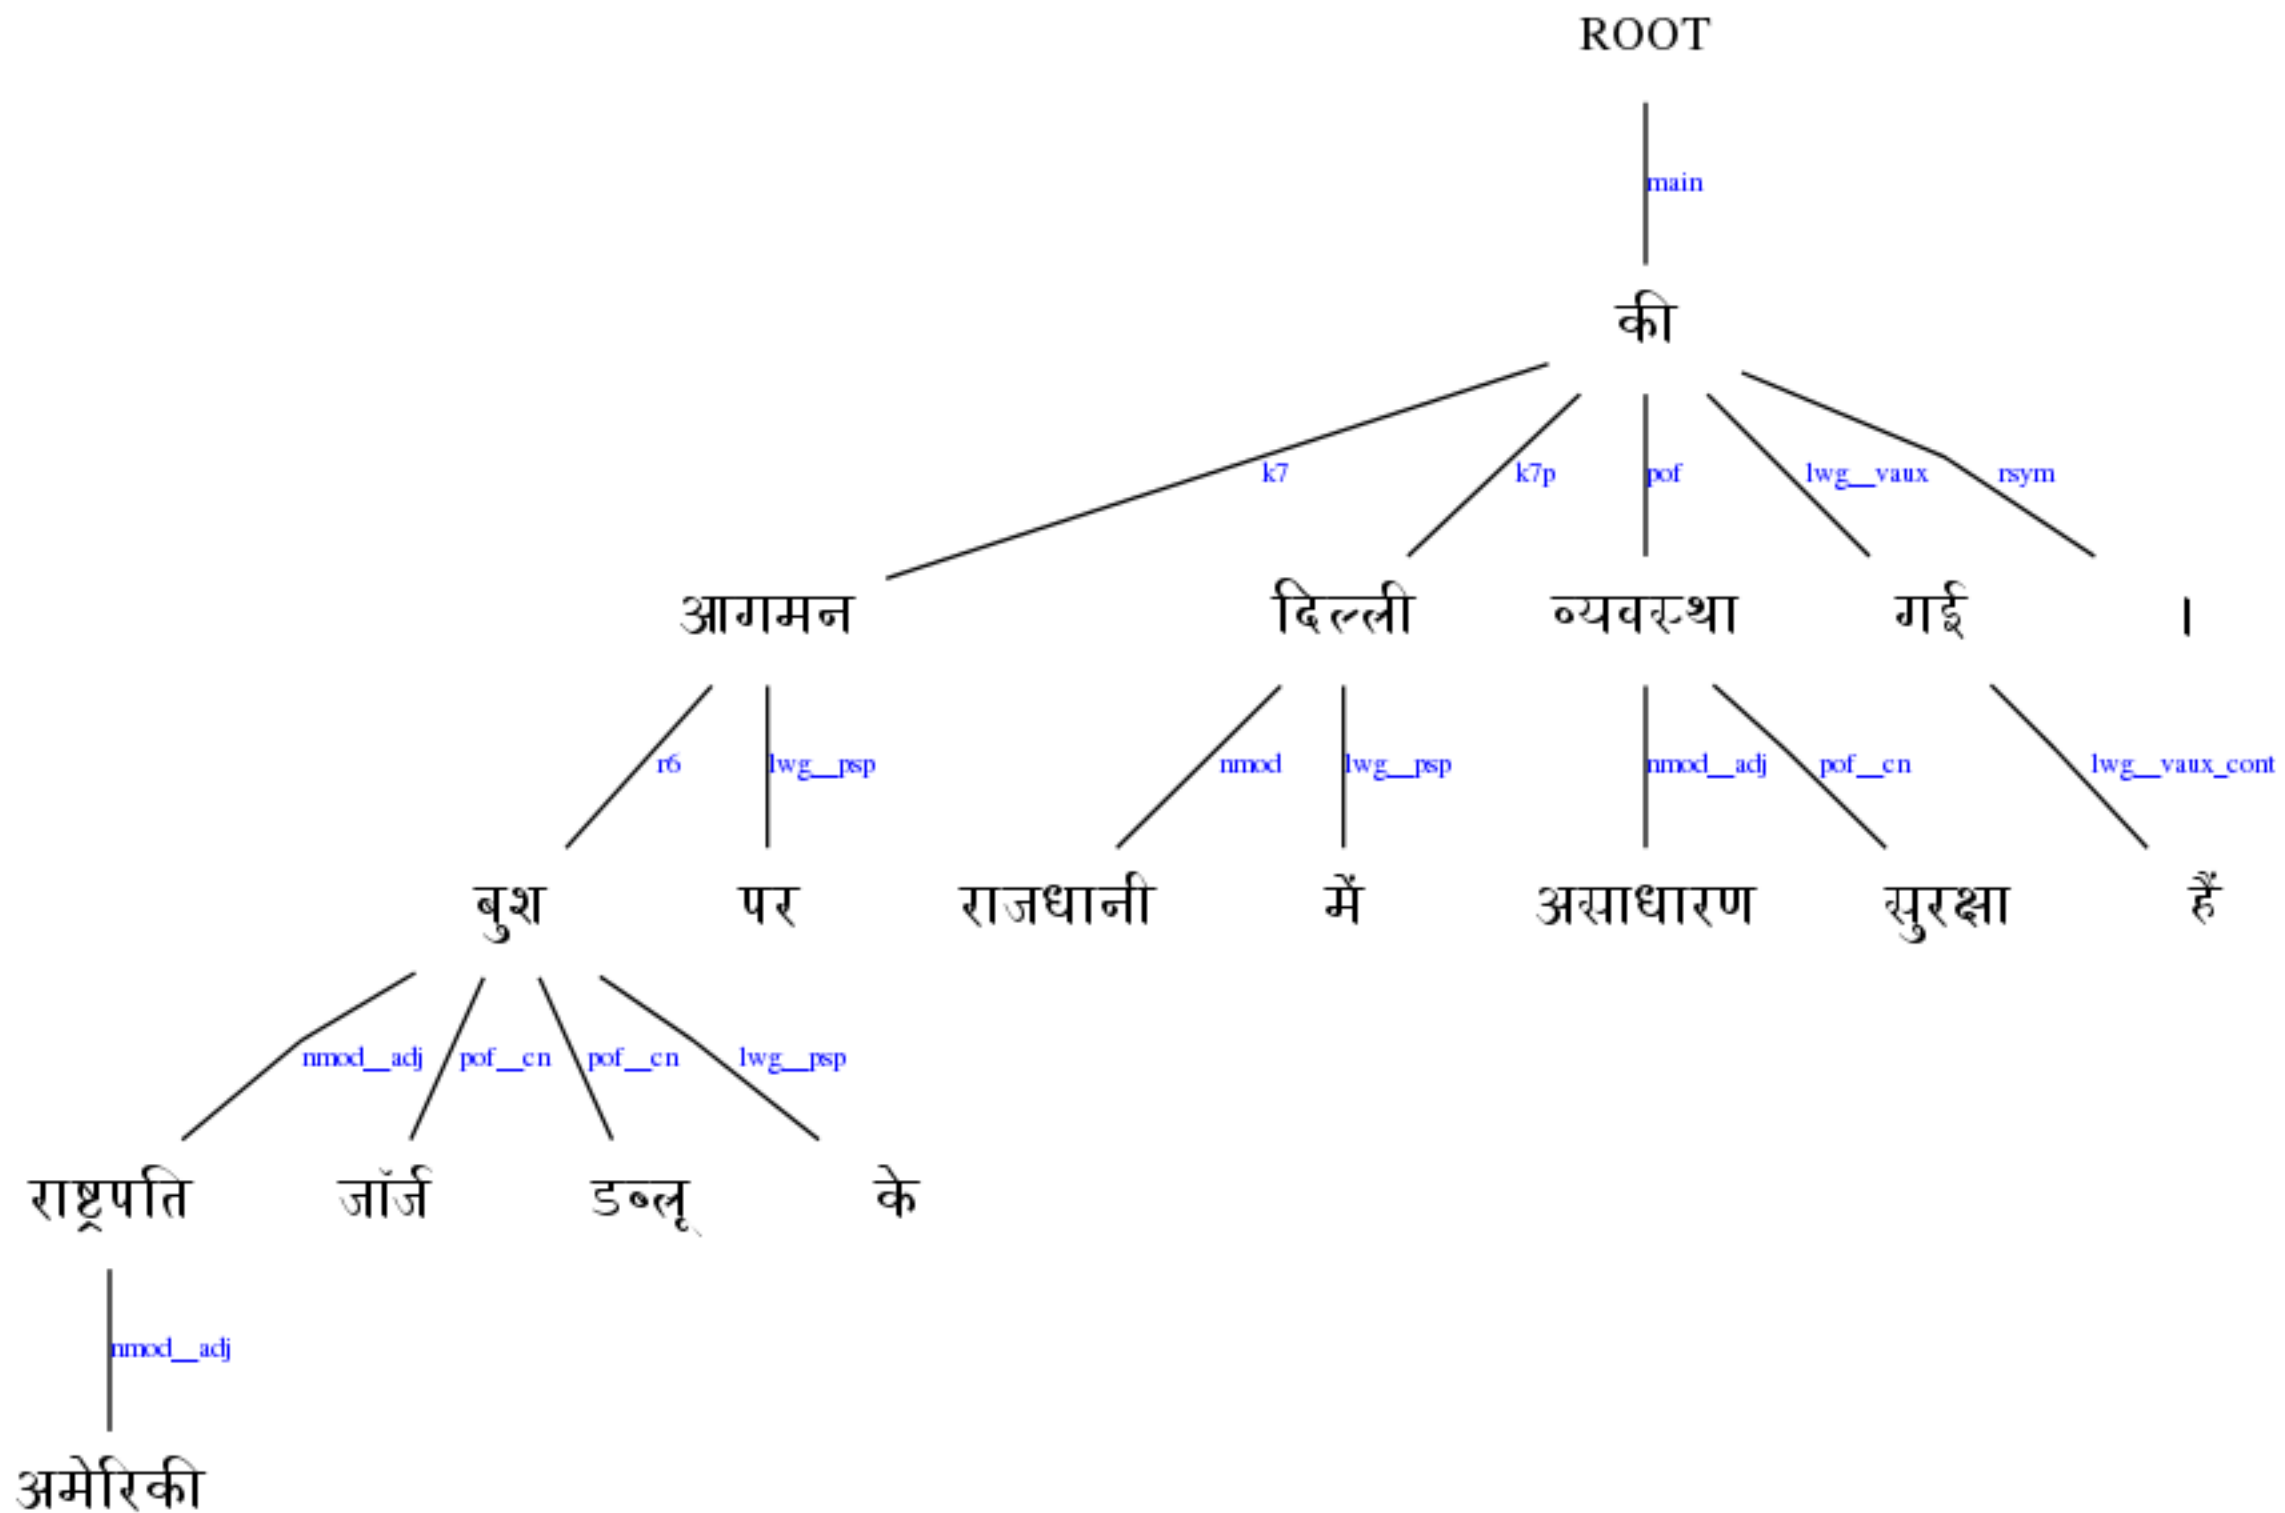 ROOT
main
की
k7 k7p pof lwg__vaux rsym
आगमन दिल्ली व्यवस्था गई ।
r6 lwg__psp nmod lwg__psp nmod__adj pof__cn lwg__vaux_cont
बुश पर राजधानी में असाधारण सुरक्षा हैं
nmod__adj pof__cn pof__cn lwg__psp
राष्ट्रपति जॉर्ज डब्लू के
nmod__adj
अमेरिकी